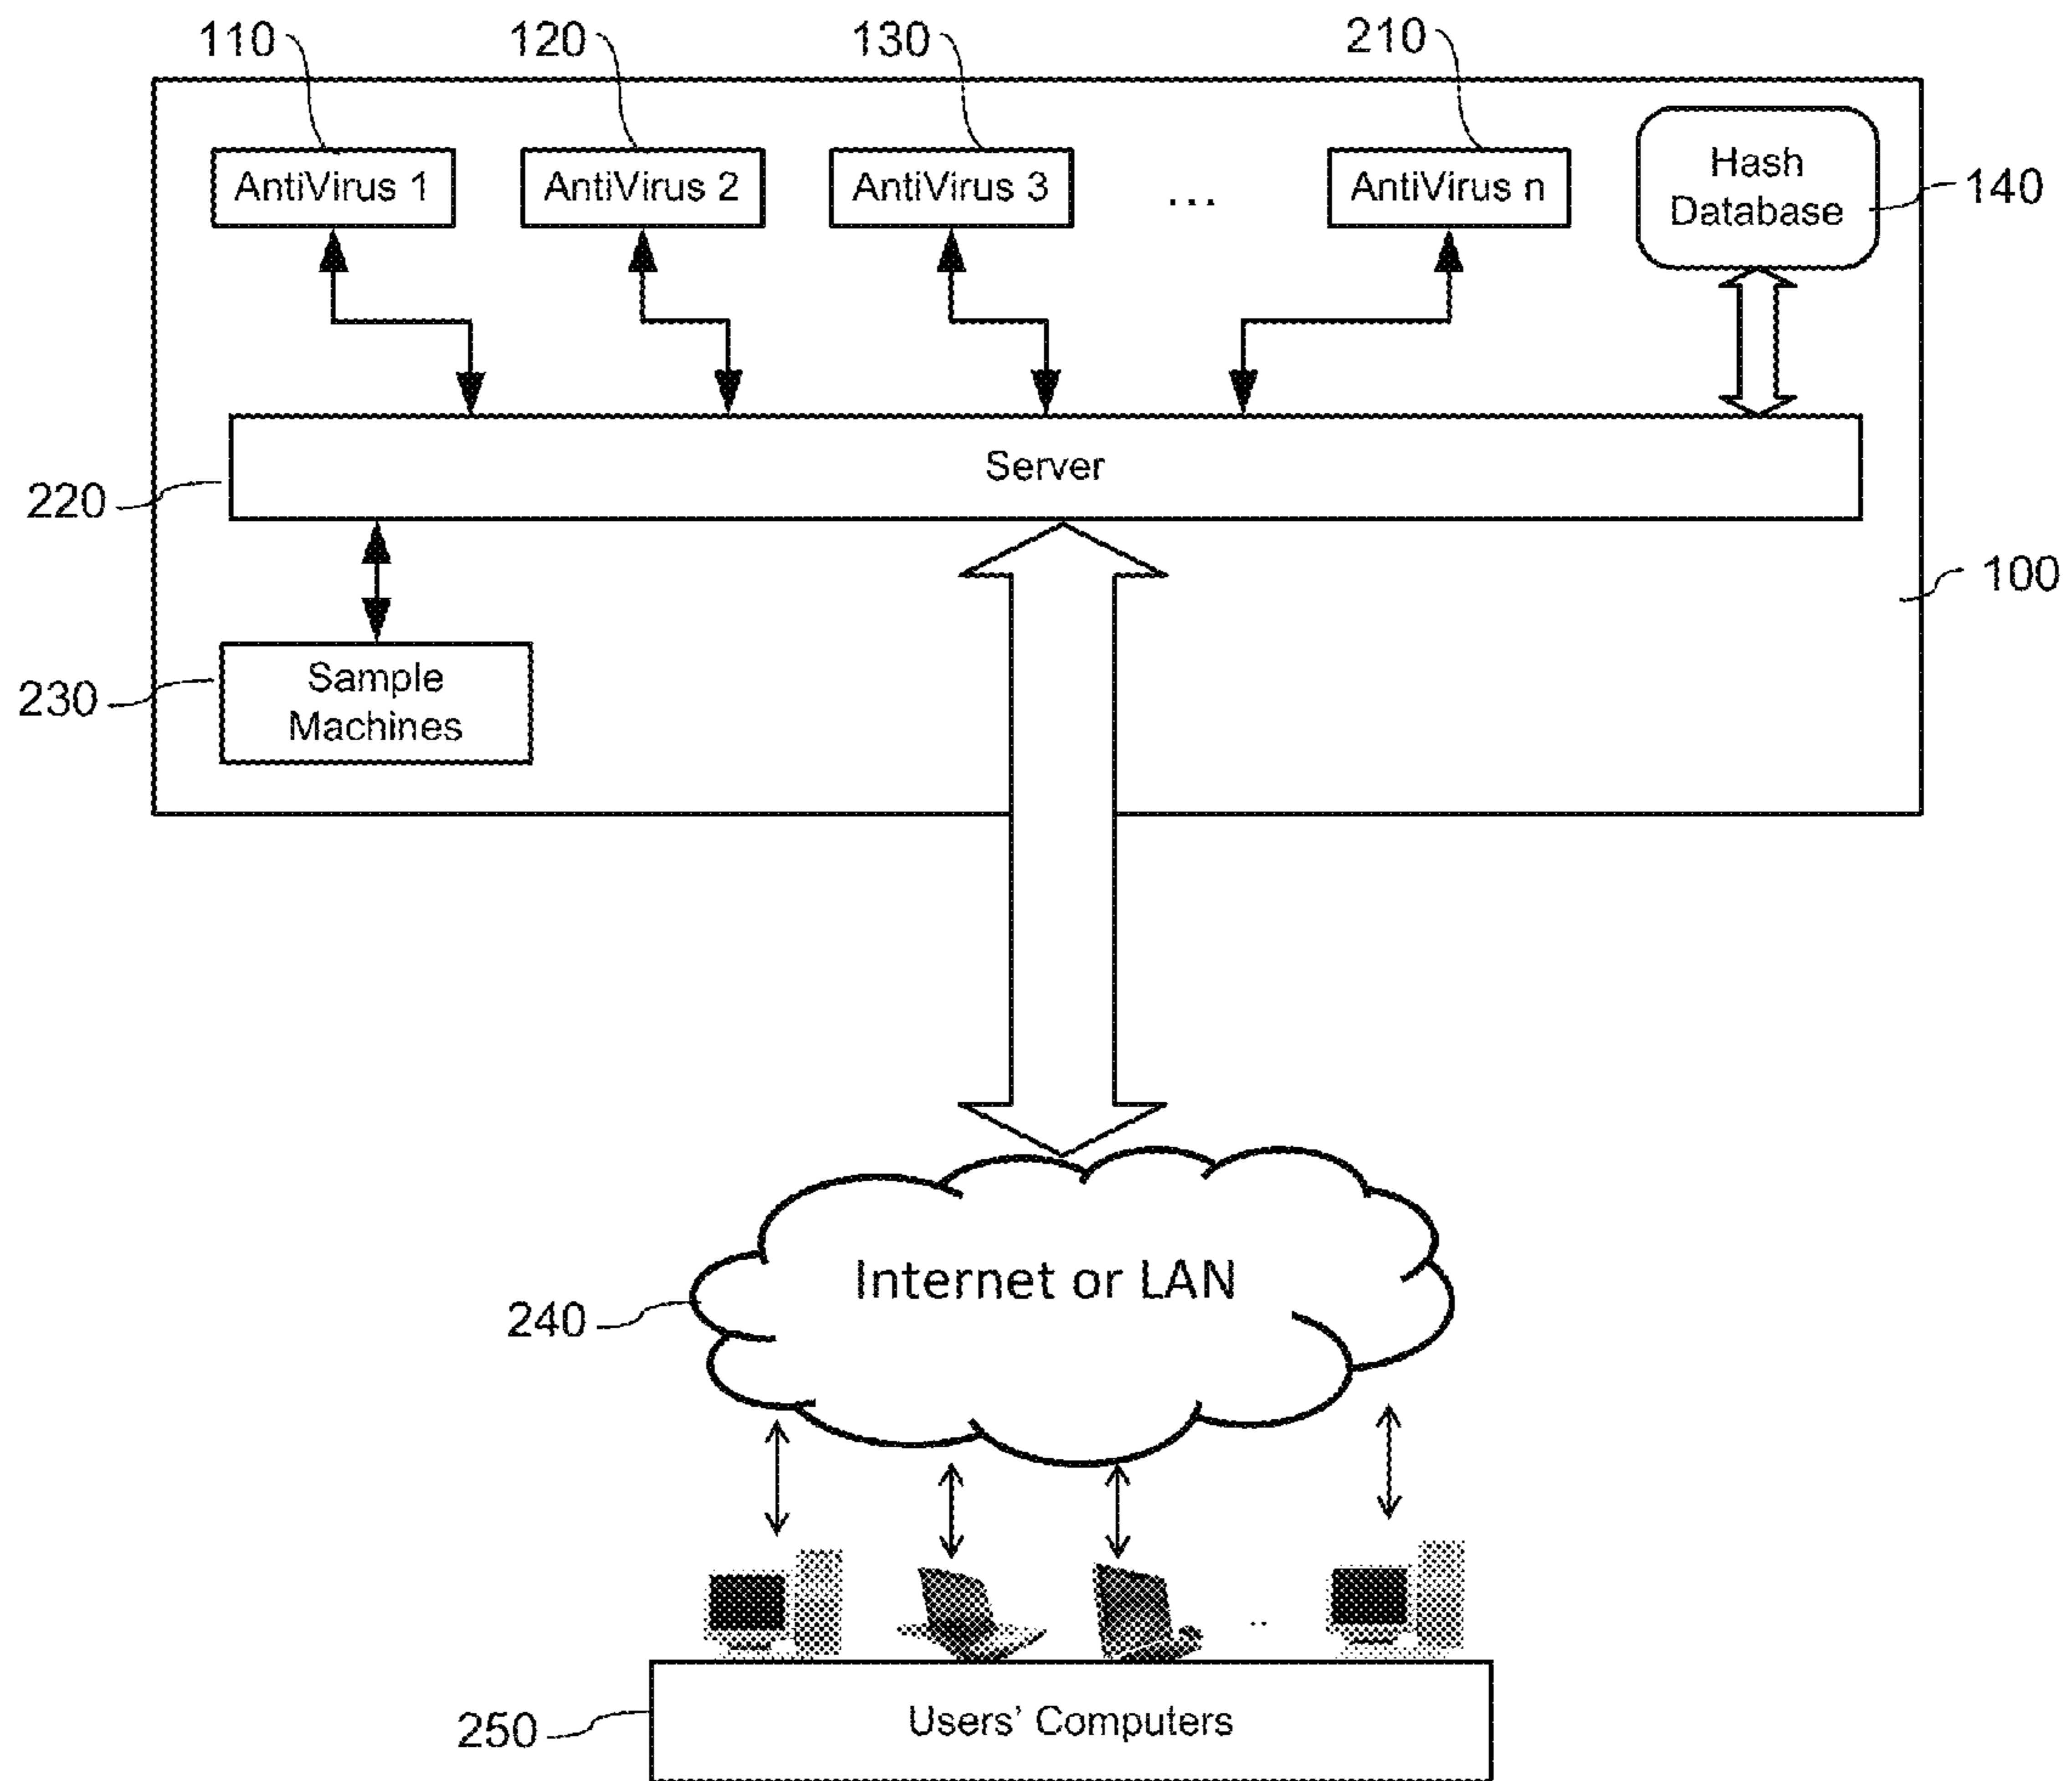 110
120
130
210
AntiVirus 1
AntiVirus 2
AntiVirus 3
...
AntiVirus n
Hash
Database
140
Server
220
100
Sample
Machines
230
Internet or LAN
240
..
Users’ Computers
250